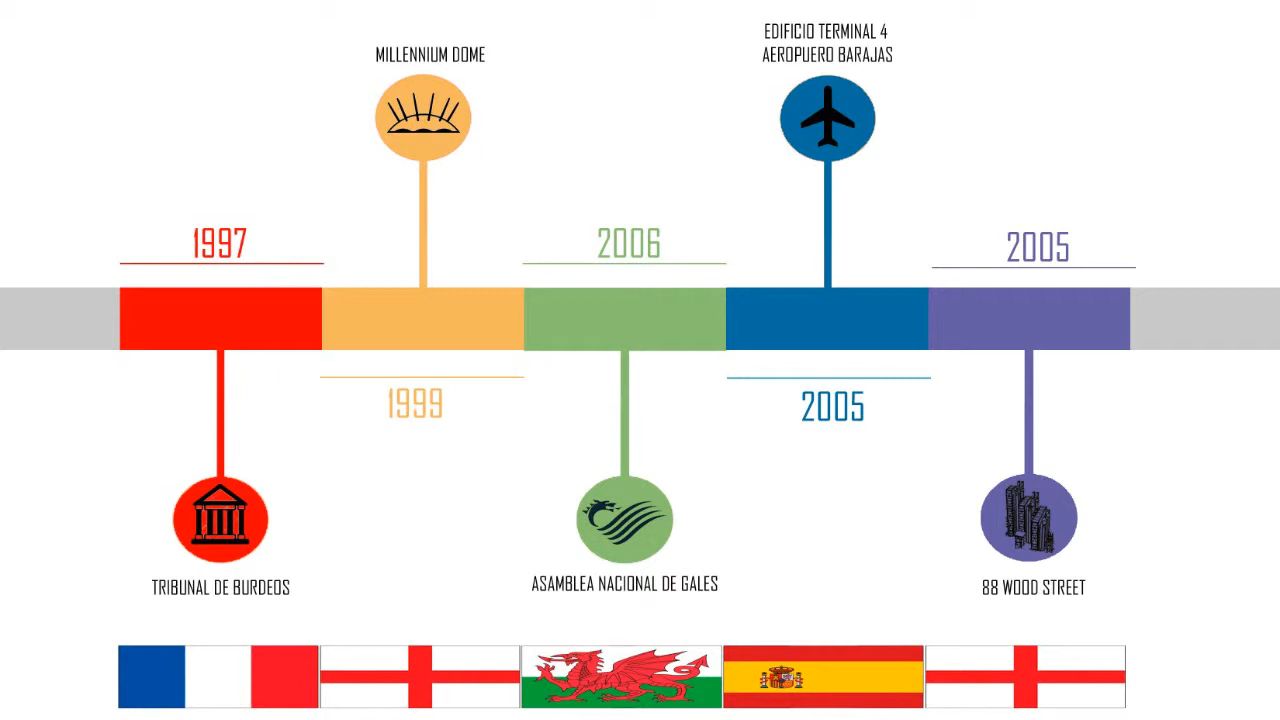 EDIFICIO TERMINAL 4
AEROPUERO BARAJAS
MILLENNIUM DOME
1997
2006
2005
1999
2005
TRIBUNAL DE BURDEOS
ASAMBLEA NACIONAL DE GALES
88 WOOD STREET